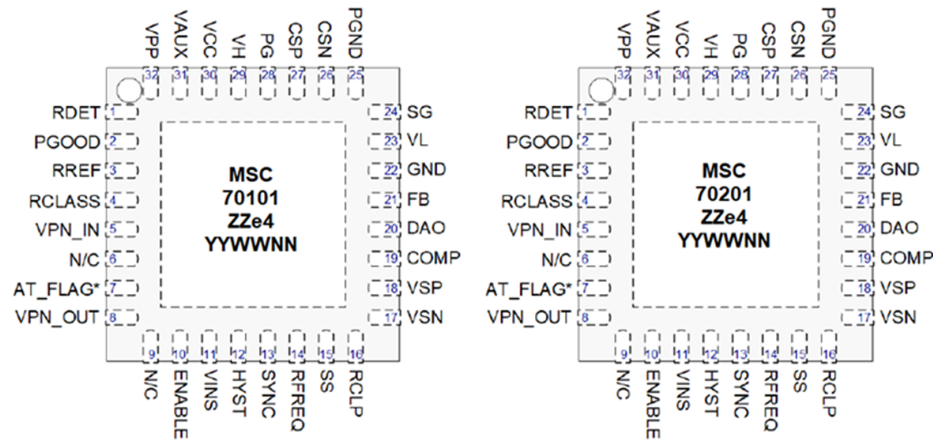 VPP VAUX VCC VH PG CSP CSN PGND
32 31 30 29 28 27 26 25
RDET 1 24 SG
PGOOD 2 23 VL
RREF 3 22 GND
RCLASS 4 21 FB
VPN_IN 5 20 DAO
N/C 6 19 COMP
AT_FLAG* 7 18 VSP
VPN_OUT 8 17 VSN
MSC
70101
ZZe4
YYWWNN
9 10 11 12 13 14 15 16
N/C ENABLE VINS HYST SYNC RFREQ SS RCLP
VPP VAUX VCC VH PG CSP CSN PGND
32 31 30 29 28 27 26 25
RDET 1 24 SG
PGOOD 2 23 VL
RREF 3 22 GND
RCLASS 4 21 FB
VPN_IN 5 20 DAO
N/C 6 19 COMP
AT_FLAG* 7 18 VSP
VPN_OUT 8 17 VSN
MSC
70201
ZZe4
YYWWNN
9 10 11 12 13 14 15 16
N/C ENABLE VINS HYST SYNC RFREQ SS RCLP